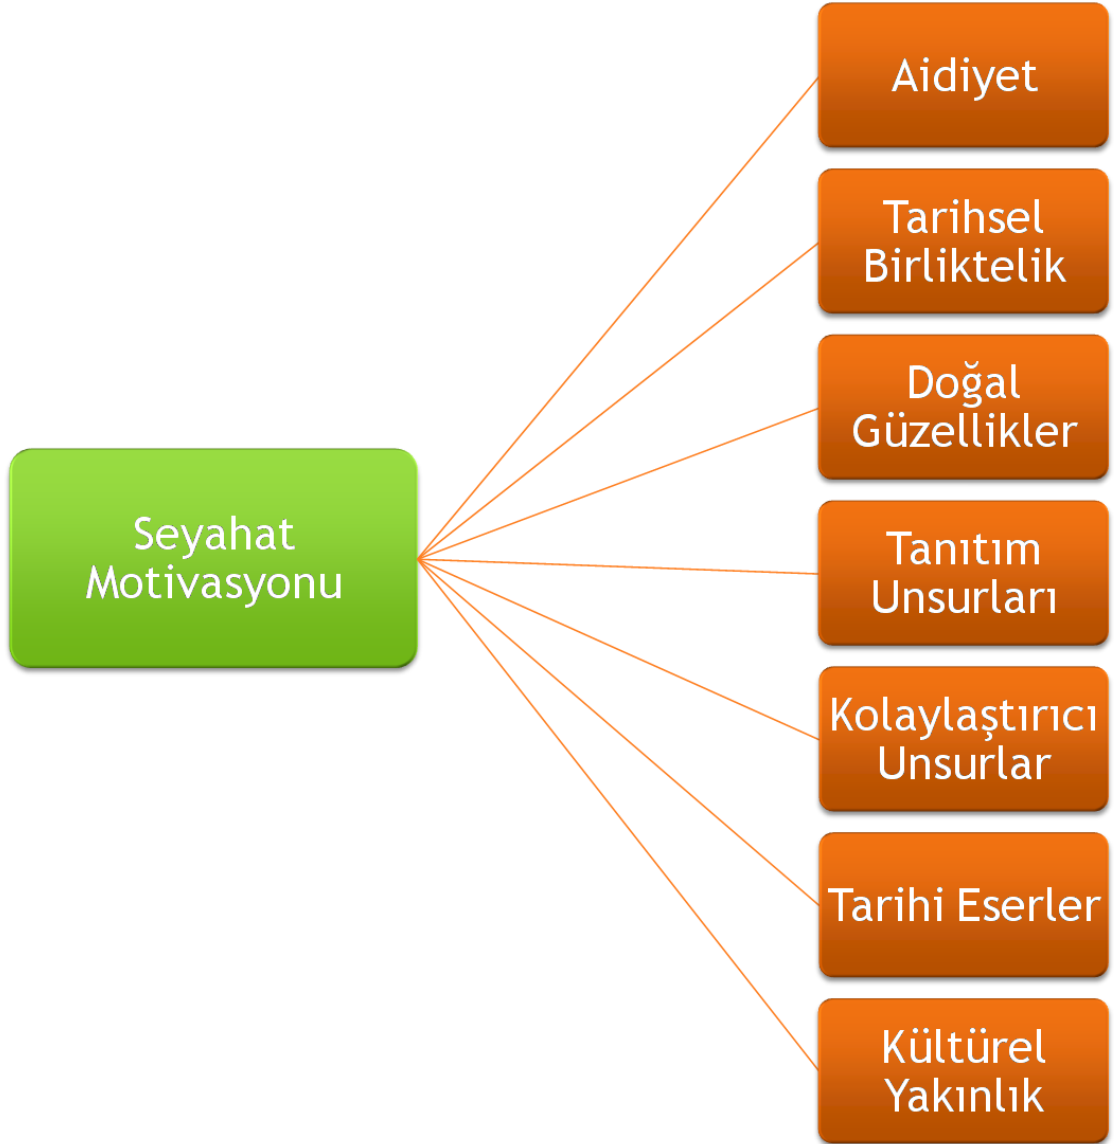 Seyahat
Motivasyonu
Aidiyet
Tarihsel
Birliktelik
Doğal
Güzellikler
Tanıtım
Unsurları
Kolaylaştırıcı
Unsurlar
Tarihi Eserler
Kültürel
Yakınlık